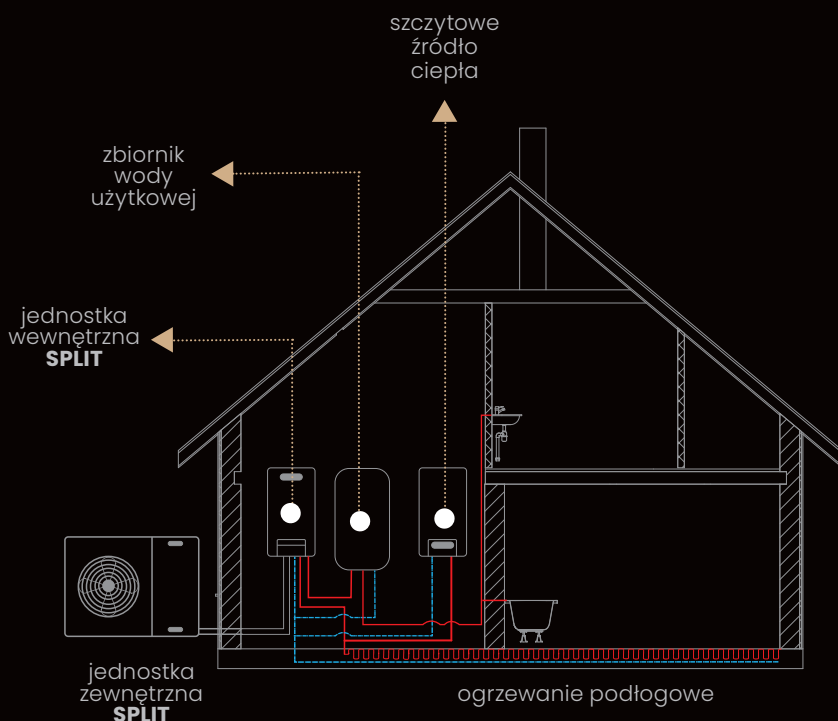 szczytowe
źródło
ciepła
zbiornik
wody
użytkowej
jednostka
wewnętrzna
SPLIT
jednostka
zewnętrzna
SPLIT
ogrzewanie podłogowe